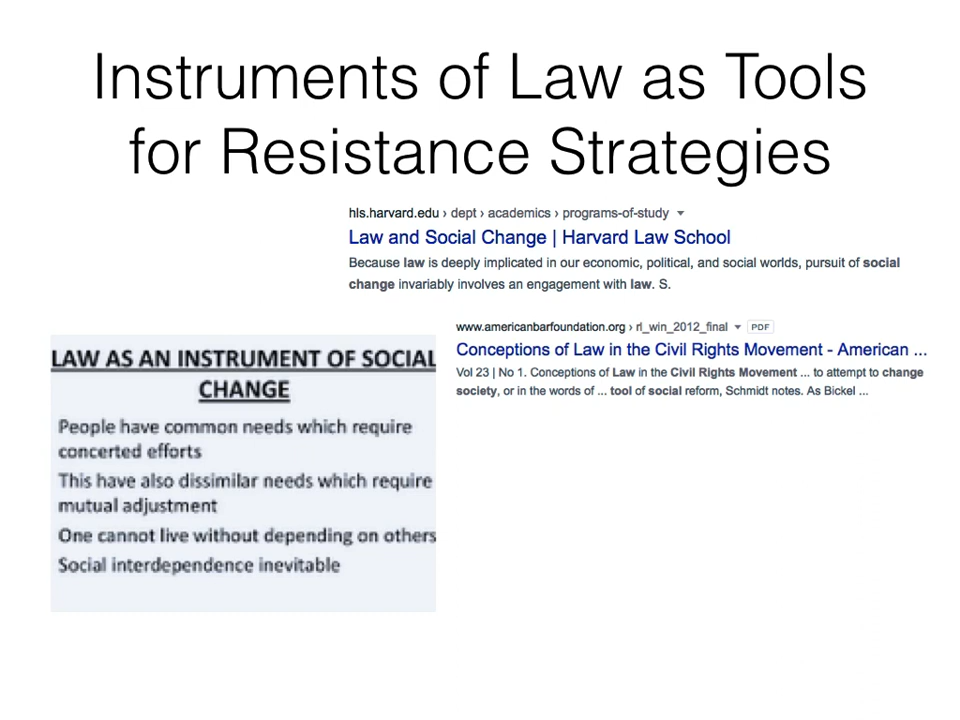 Instruments of Law as Tools
for Resistance Strategies
hls.harvard.edu › dept › academics › programs-of-study
Law and Social Change | Harvard Law School
Because law is deeply implicated in our economic, political, and social worlds, pursuit of social
change invariably involves an engagement with law. S.
www.americanbarfoundation.org › rl_win_2012_final PDF
Conceptions of Law in the Civil Rights Movement - American ...
Vol 23 | No 1. Conceptions of Law in the Civil Rights Movement ... to attempt to change
society, or in the words of ... tool of social reform, Schmidt notes. As Bickel ...
LAW AS AN INSTRUMENT OF SOCIAL
CHANGE
People have common needs which require
concerted efforts
This have also dissimilar needs which require
mutual adjustment
One cannot live without depending on others
Social interdependence inevitable